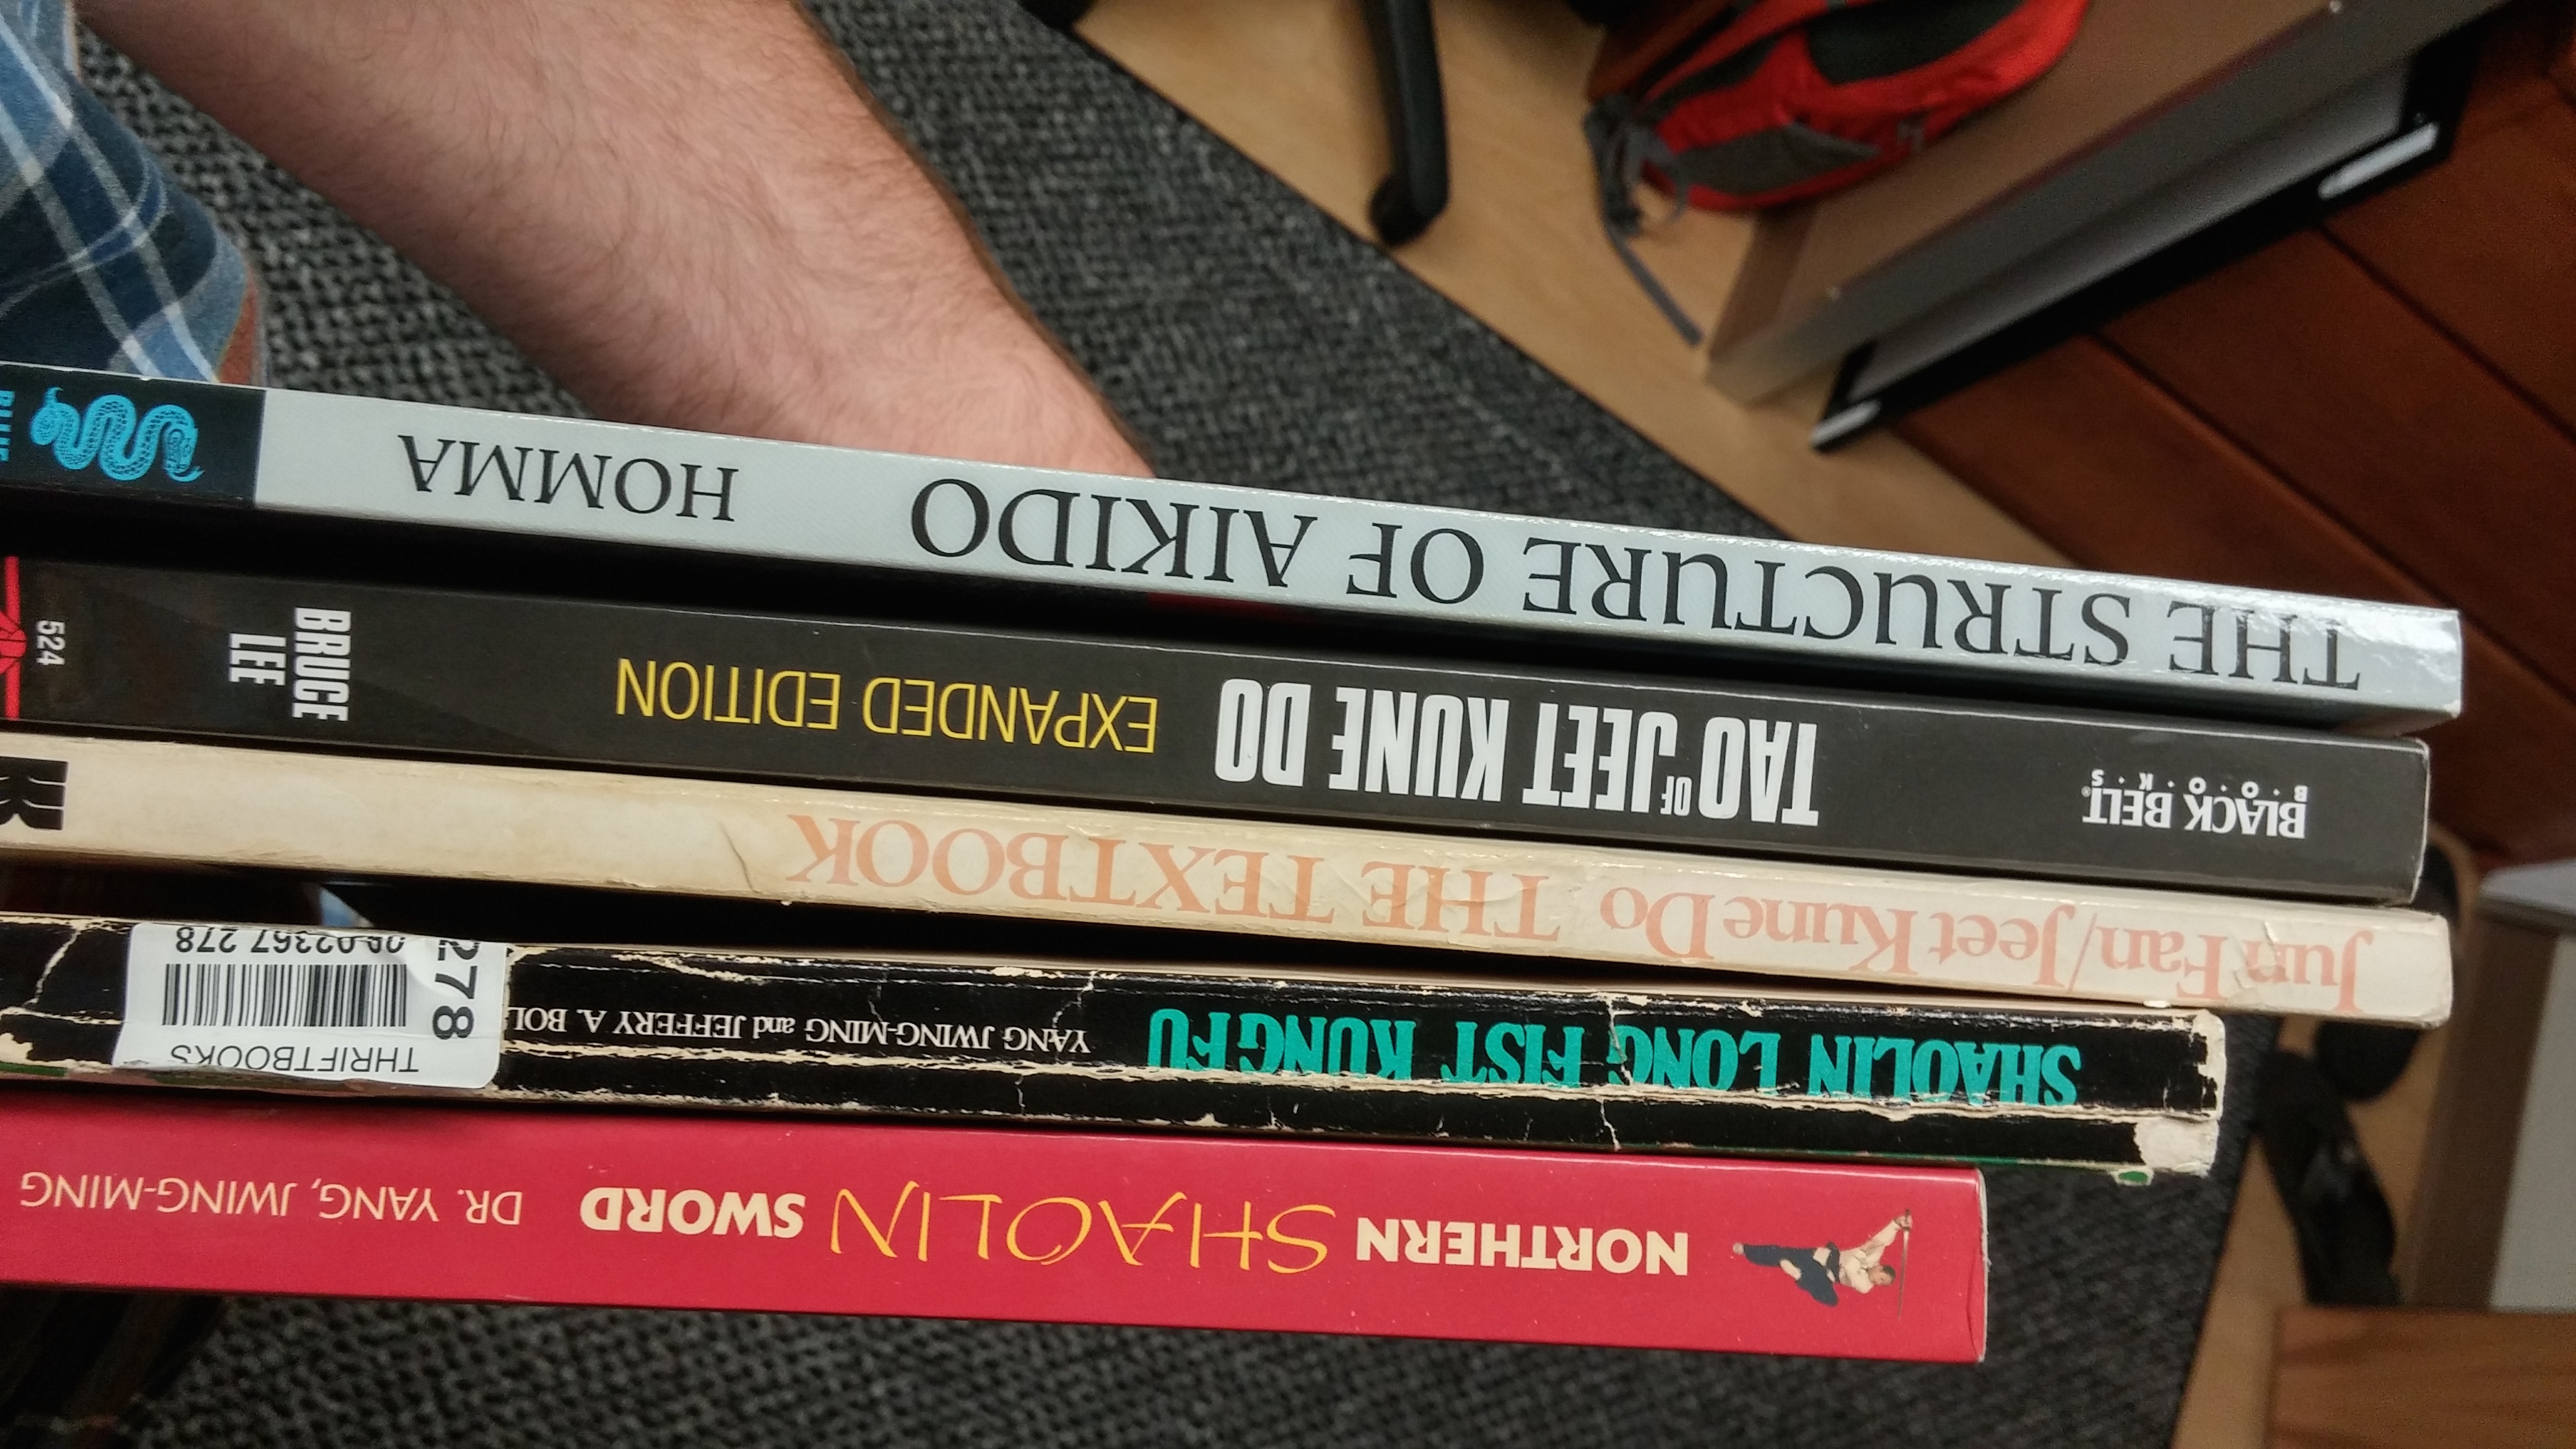 THE STRUCTURE OF AIKIDO HOMMA
BLACK BELT
B·O·O·K·S
TAO OF JEET KUNE DO EXPANDED EDITION
BRUCE
LEE
524
Jun Fan/Jeet Kune Do THE TEXTBOOK
SHAOLIN LONG FIST KUNG FU YANG JWING-MING and JEFFERY A. BOL
THRIFTBOOKS
278
02367 278
NORTHERN SHAOLIN SWORD DR. YANG, JWING-MING